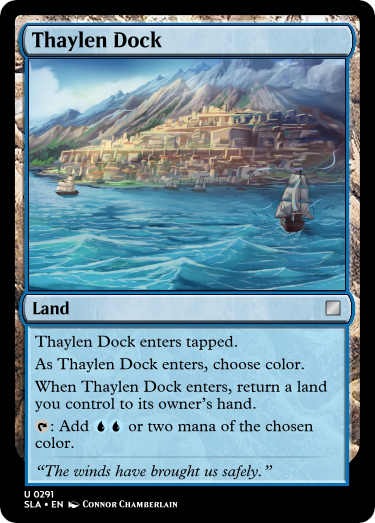 Thaylen Dock
Land
Thaylen Dock enters tapped.
As Thaylen Dock enters, choose color.
When Thaylen Dock enters, return a land
you control to its owner's hand.
: Add or two mana of the chosen
color.
"The winds have brought us safely."
U 0291
SLA • EN Connor Chamberlain